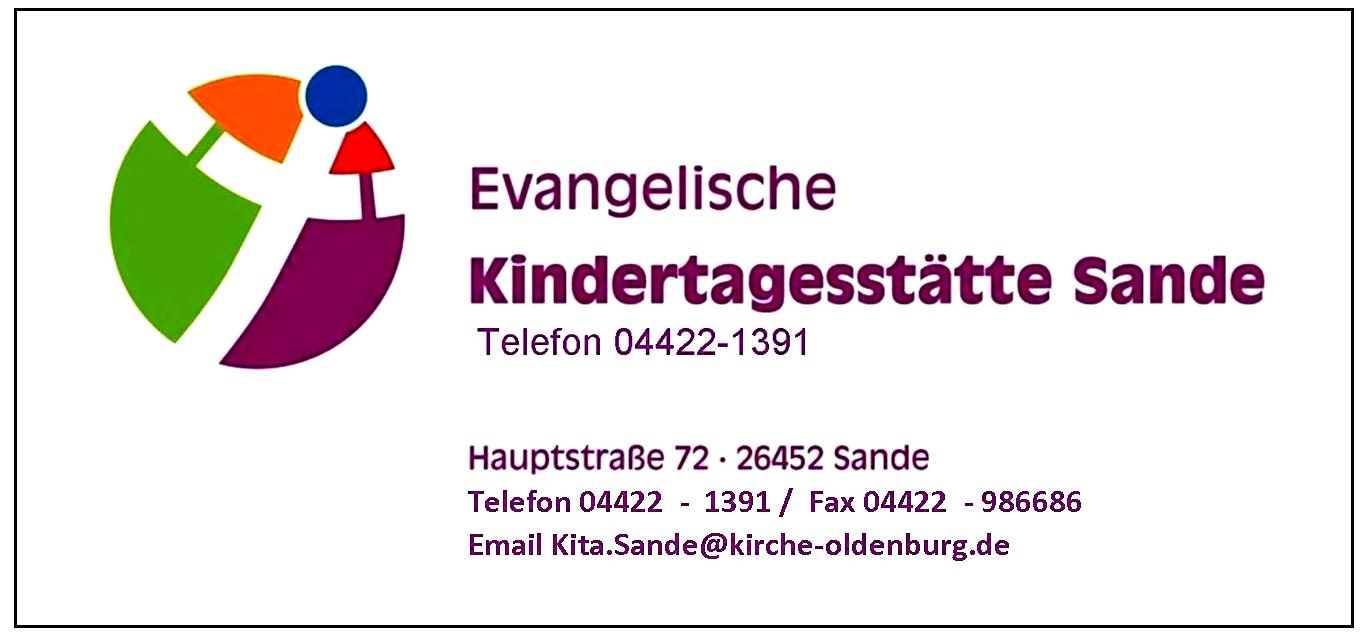 Evangelische
Kindertagesstätte Sande
Telefon 04422-1391
Hauptstraße 72 · 26452 Sande
Telefon 04422 - 1391 / Fax 04422 - 986686
Email Kita.Sande@kirche-oldenburg.de